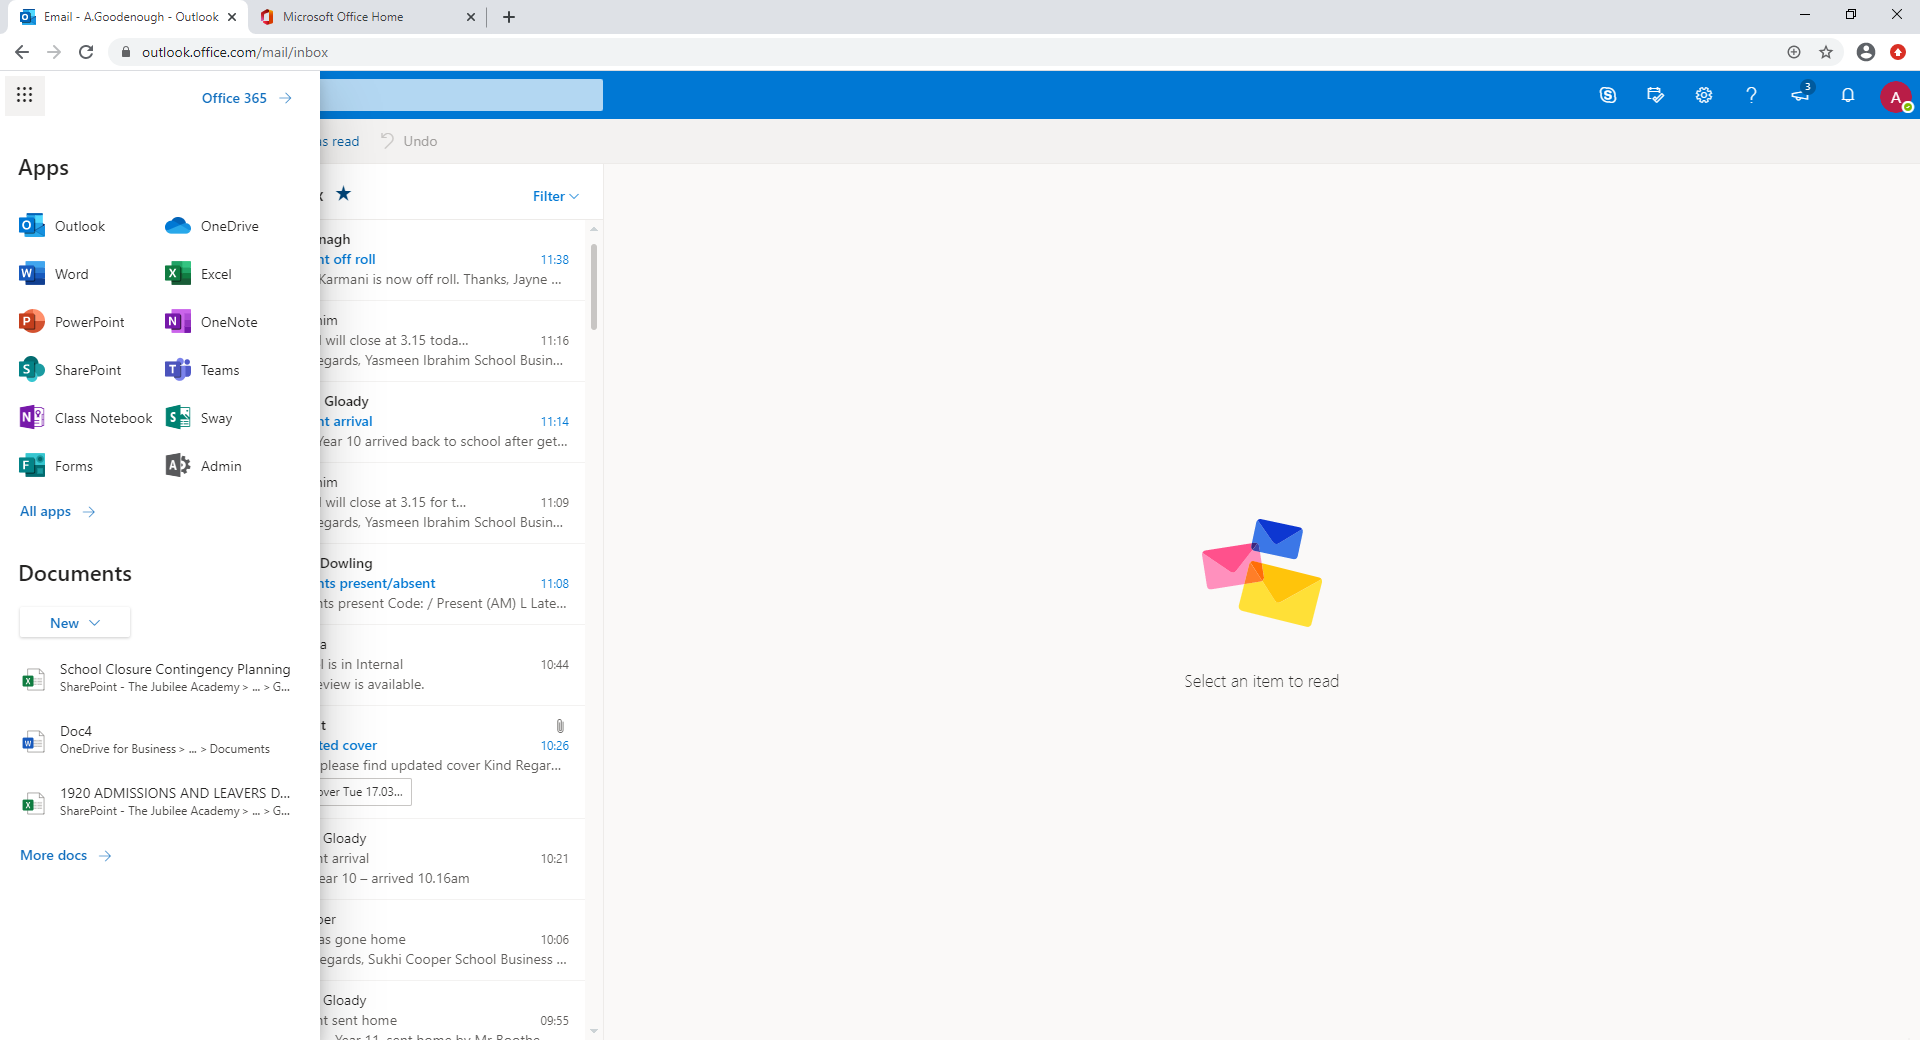 Email - A.Goodenough - Outlook
Microsoft Office Home
outlook.office.com/mail/inbox
Office 365
3
A
Apps
Outlook
OneDrive
Word
Excel
PowerPoint
OneNote
SharePoint
Teams
Class Notebook
Sway
Forms
Admin
All apps
Documents
New
School Closure Contingency Planning
SharePoint - The Jubilee Academy > ... > G...
Doc4
OneDrive for Business > ... > Documents
1920 ADMISSIONS AND LEAVERS D...
SharePoint - The Jubilee Academy > ... > G...
More docs
as read
Undo
Filter
nagh
nt off roll
11:38
Karmani is now off roll. Thanks, Jayne ...
him
l will close at 3.15 toda...
11:16
egards, Yasmeen Ibrahim School Busin...
Gloady
nt arrival
11:14
Year 10 arrived back to school after get...
him
l will close at 3.15 for t...
11:09
egards, Yasmeen Ibrahim School Busin...
Dowling
nts present/absent
11:08
nts present Code: / Present (AM) L Late...
a
l is in Internal
10:44
eview is available.
t
ted cover
10:26
please find updated cover Kind Regar...
over Tue 17.03...
Gloady
nt arrival
10:21
ear 10 – arrived 10.16am
per
as gone home
10:06
egards, Sukhi Cooper School Business ...
Gloady
nt sent home
09:55
Year 11, sent home by Mr Boothe
Select an item to read